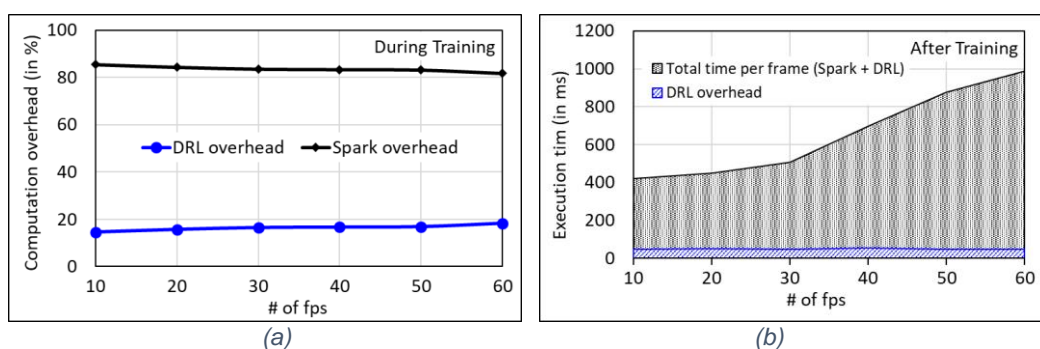 During Training
Computation overhead (in %)
100
80
60
40
20
0
DRL overhead
Spark overhead
10 20 30 40 50 60
# of fps
(a)
After Training
Execution tim (in ms)
1200
1000
800
600
400
200
0
Total time per frame (Spark + DRL)
DRL overhead
10 20 30 40 50 60
# of fps
(b)